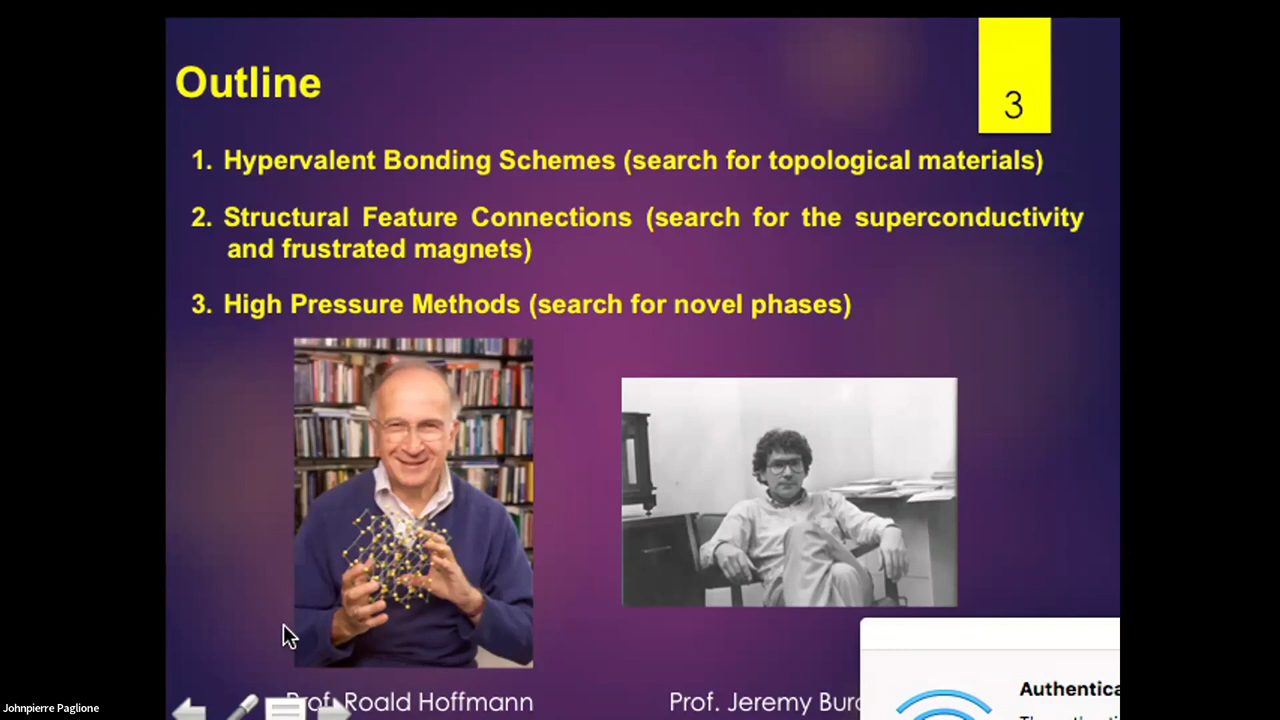 Outline
3
1. Hypervalent Bonding Schemes (search for topological materials)
2. Structural Feature Connections (search for the superconductivity
and frustrated magnets)
3. High Pressure Methods (search for novel phases)
Prof. Roald Hoffmann
Prof. Jeremy
Johnpierre Paglione